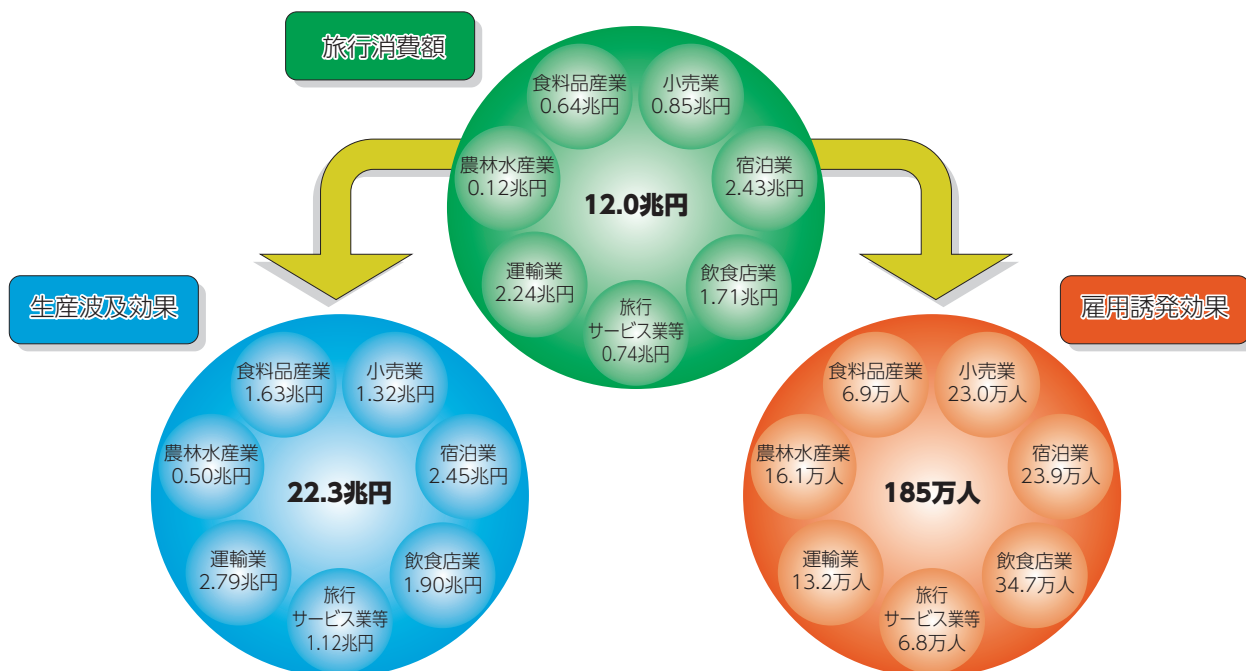 旅行消費額
食料品産業
0.64兆円
小売業
0.85兆円
農林水産業
0.12兆円
宿泊業
2.43兆円
12.0兆円
運輸業
2.24兆円
飲食店業
1.71兆円
旅行
サービス業等
0.74兆円
生産波及効果
食料品産業
1.63兆円
小売業
1.32兆円
農林水産業
0.50兆円
宿泊業
2.45兆円
22.3兆円
運輸業
2.79兆円
飲食店業
1.90兆円
旅行
サービス業等
1.12兆円
雇用誘発効果
食料品産業
6.9万人
小売業
23.0万人
農林水産業
16.1万人
宿泊業
23.9万人
185万人
運輸業
13.2万人
飲食店業
34.7万人
旅行
サービス業等
6.8万人